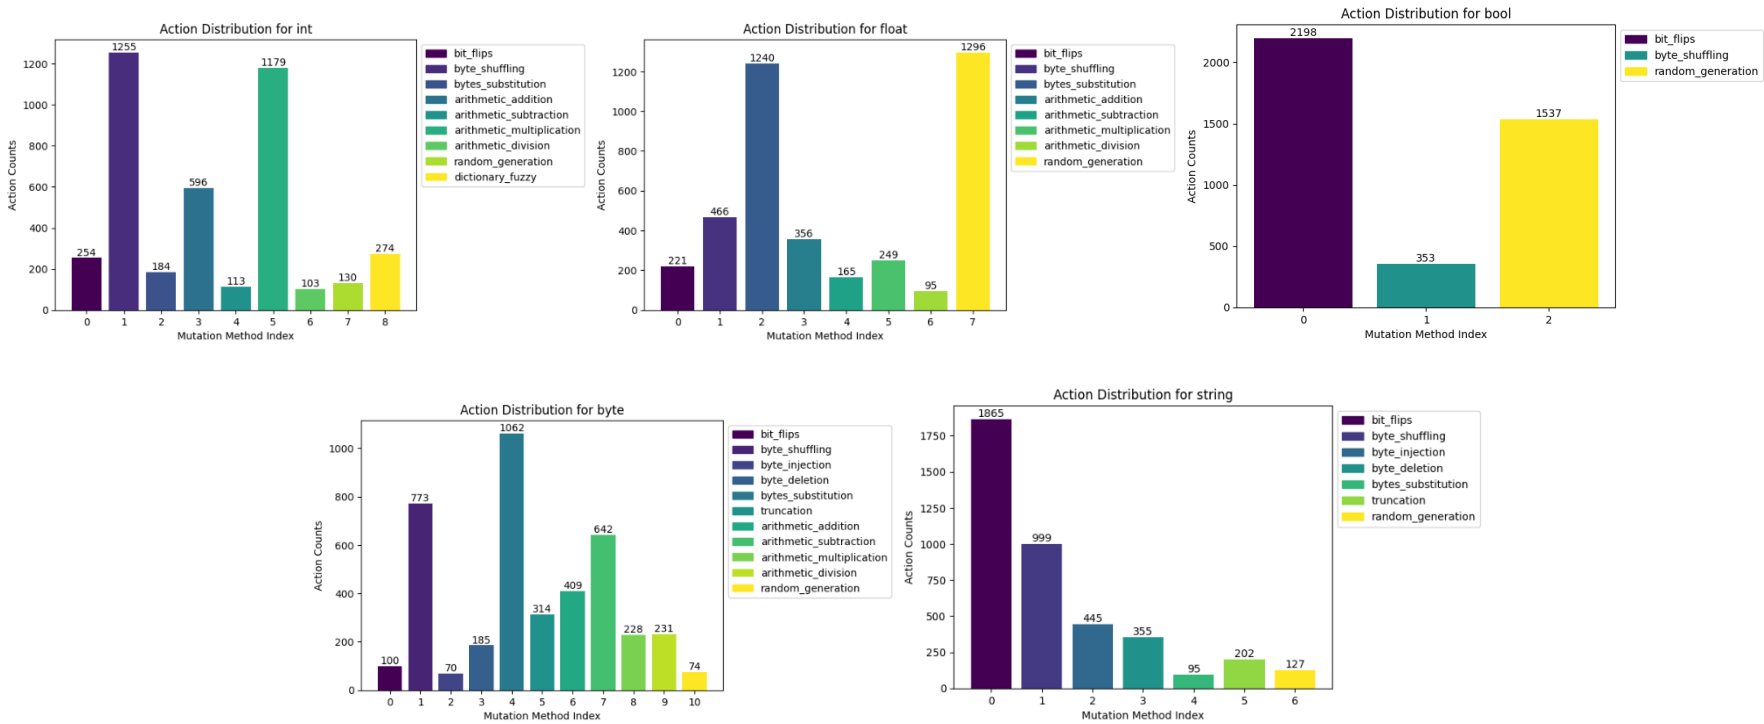 Action Distribution for int
Action Counts
1200
1000
800
600
400
200
0
254
1255
184
596
113
1179
103
130
274
0 1 2 3 4 5 6 7 8
Mutation Method Index
bit_flips
byte_shuffling
bytes_substitution
arithmetic_addition
arithmetic_subtraction
arithmetic_multiplication
arithmetic_division
random_generation
dictionary_fuzzy
Action Distribution for float
Action Counts
1200
1000
800
600
400
200
0
221
466
1240
356
165
249
95
1296
0 1 2 3 4 5 6 7
Mutation Method Index
bit_flips
byte_shuffling
bytes_substitution
arithmetic_addition
arithmetic_subtraction
arithmetic_multiplication
arithmetic_division
random_generation
Action Distribution for bool
Action Counts
2000
1500
1000
500
0
2198
353
1537
0 1 2
Mutation Method Index
bit_flips
byte_shuffling
random_generation
Action Distribution for byte
Action Counts
1000
800
600
400
200
0
100
773
70
185
1062
314
409
642
228
231
74
0 1 2 3 4 5 6 7 8 9 10
Mutation Method Index
bit_flips
byte_shuffling
byte_injection
byte_deletion
bytes_substitution
truncation
arithmetic_addition
arithmetic_subtraction
arithmetic_multiplication
arithmetic_division
random_generation
Action Distribution for string
Action Counts
1750
1500
1250
1000
750
500
250
0
1865
999
445
355
95
202
127
0 1 2 3 4 5 6
Mutation Method Index
bit_flips
byte_shuffling
byte_injection
byte_deletion
bytes_substitution
truncation
random_generation